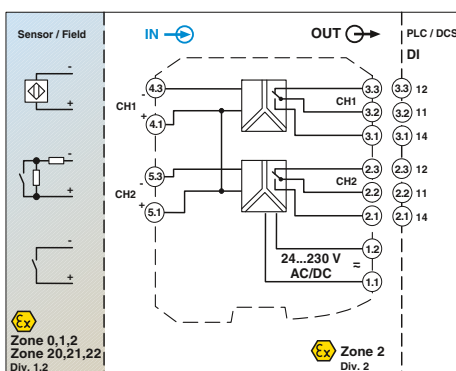 Sensor / Field
IN
OUT
PLC / DCS
DI
-
+
4.3
-
CH1
+
4.1
3.3
CH1
3.2
3.1
3.3 12
3.2 11
3.1 14
-
+
5.3
-
CH2
+
5.1
2.3
CH2
2.2
2.1
2.3 12
2.2 11
2.1 14
-
+
24...230 V
AC/DC
≈
1.2
1.1
Ex
Zone 0,1,2
Zone 20,21,22
Div. 1,2
Ex
Zone 2
Div. 2